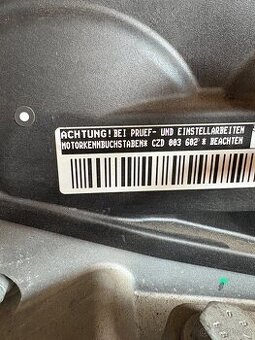 ACHTUNG! BEI PRUEF- UND EINSTELLARBEITEN
MOTORKENNBUCHSTABEN* CZD 003 602 * BEACHTEN